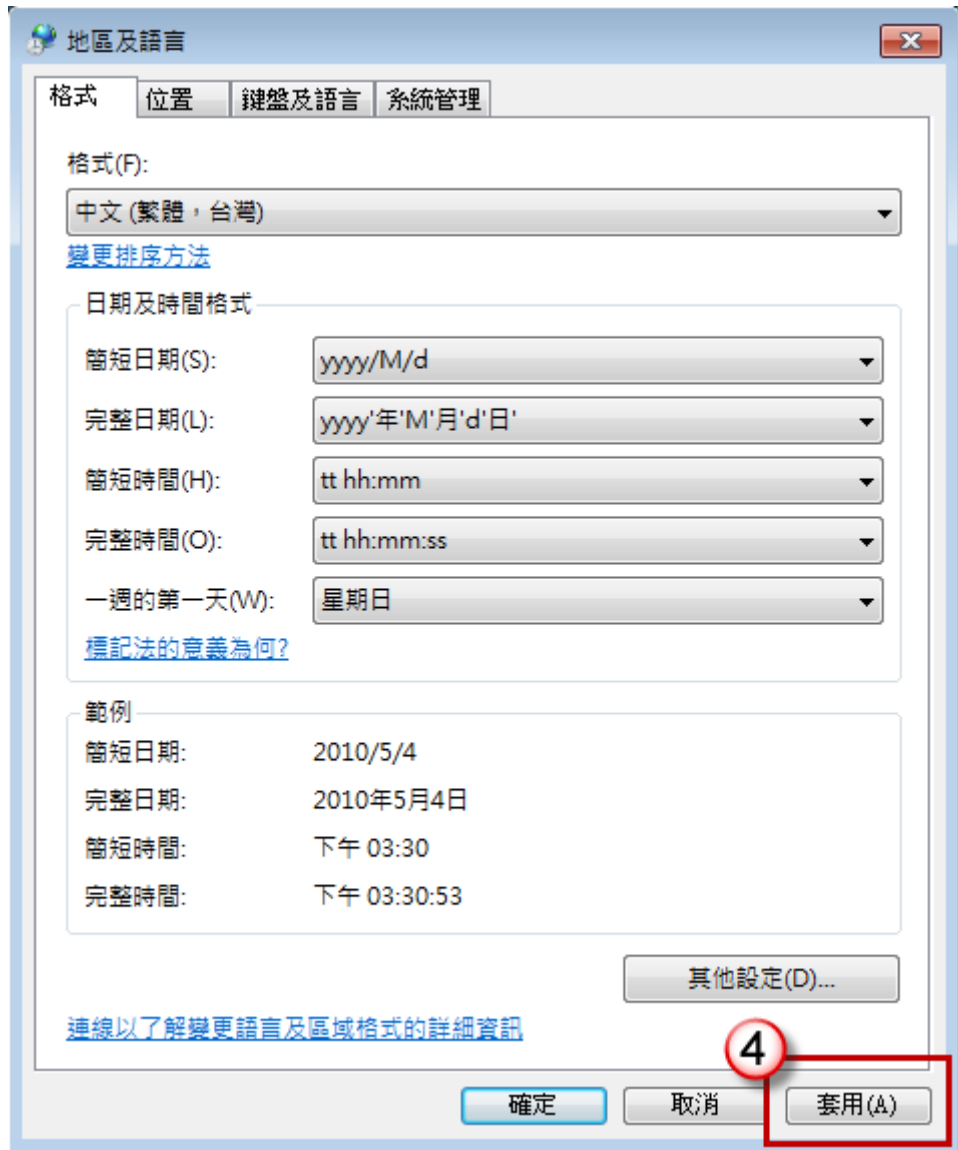 地區及語言
格式 位置 鍵盤及語言 系統管理
格式(F):
中文 (繁體，台灣)
變更排序方法
日期及時間格式
簡短日期(S): yyyy/M/d
完整日期(L): yyyy'年'M'月'd'日'
簡短時間(H): tt hh:mm
完整時間(O): tt hh:mm:ss
一週的第一天(W): 星期日
標記法的意義為何?
範例
簡短日期: 2010/5/4
完整日期: 2010年5月4日
簡短時間: 下午 03:30
完整時間: 下午 03:30:53
其他設定(D)...
連線以了解變更語言及區域格式的詳細資訊
4
確定 取消 套用(A)